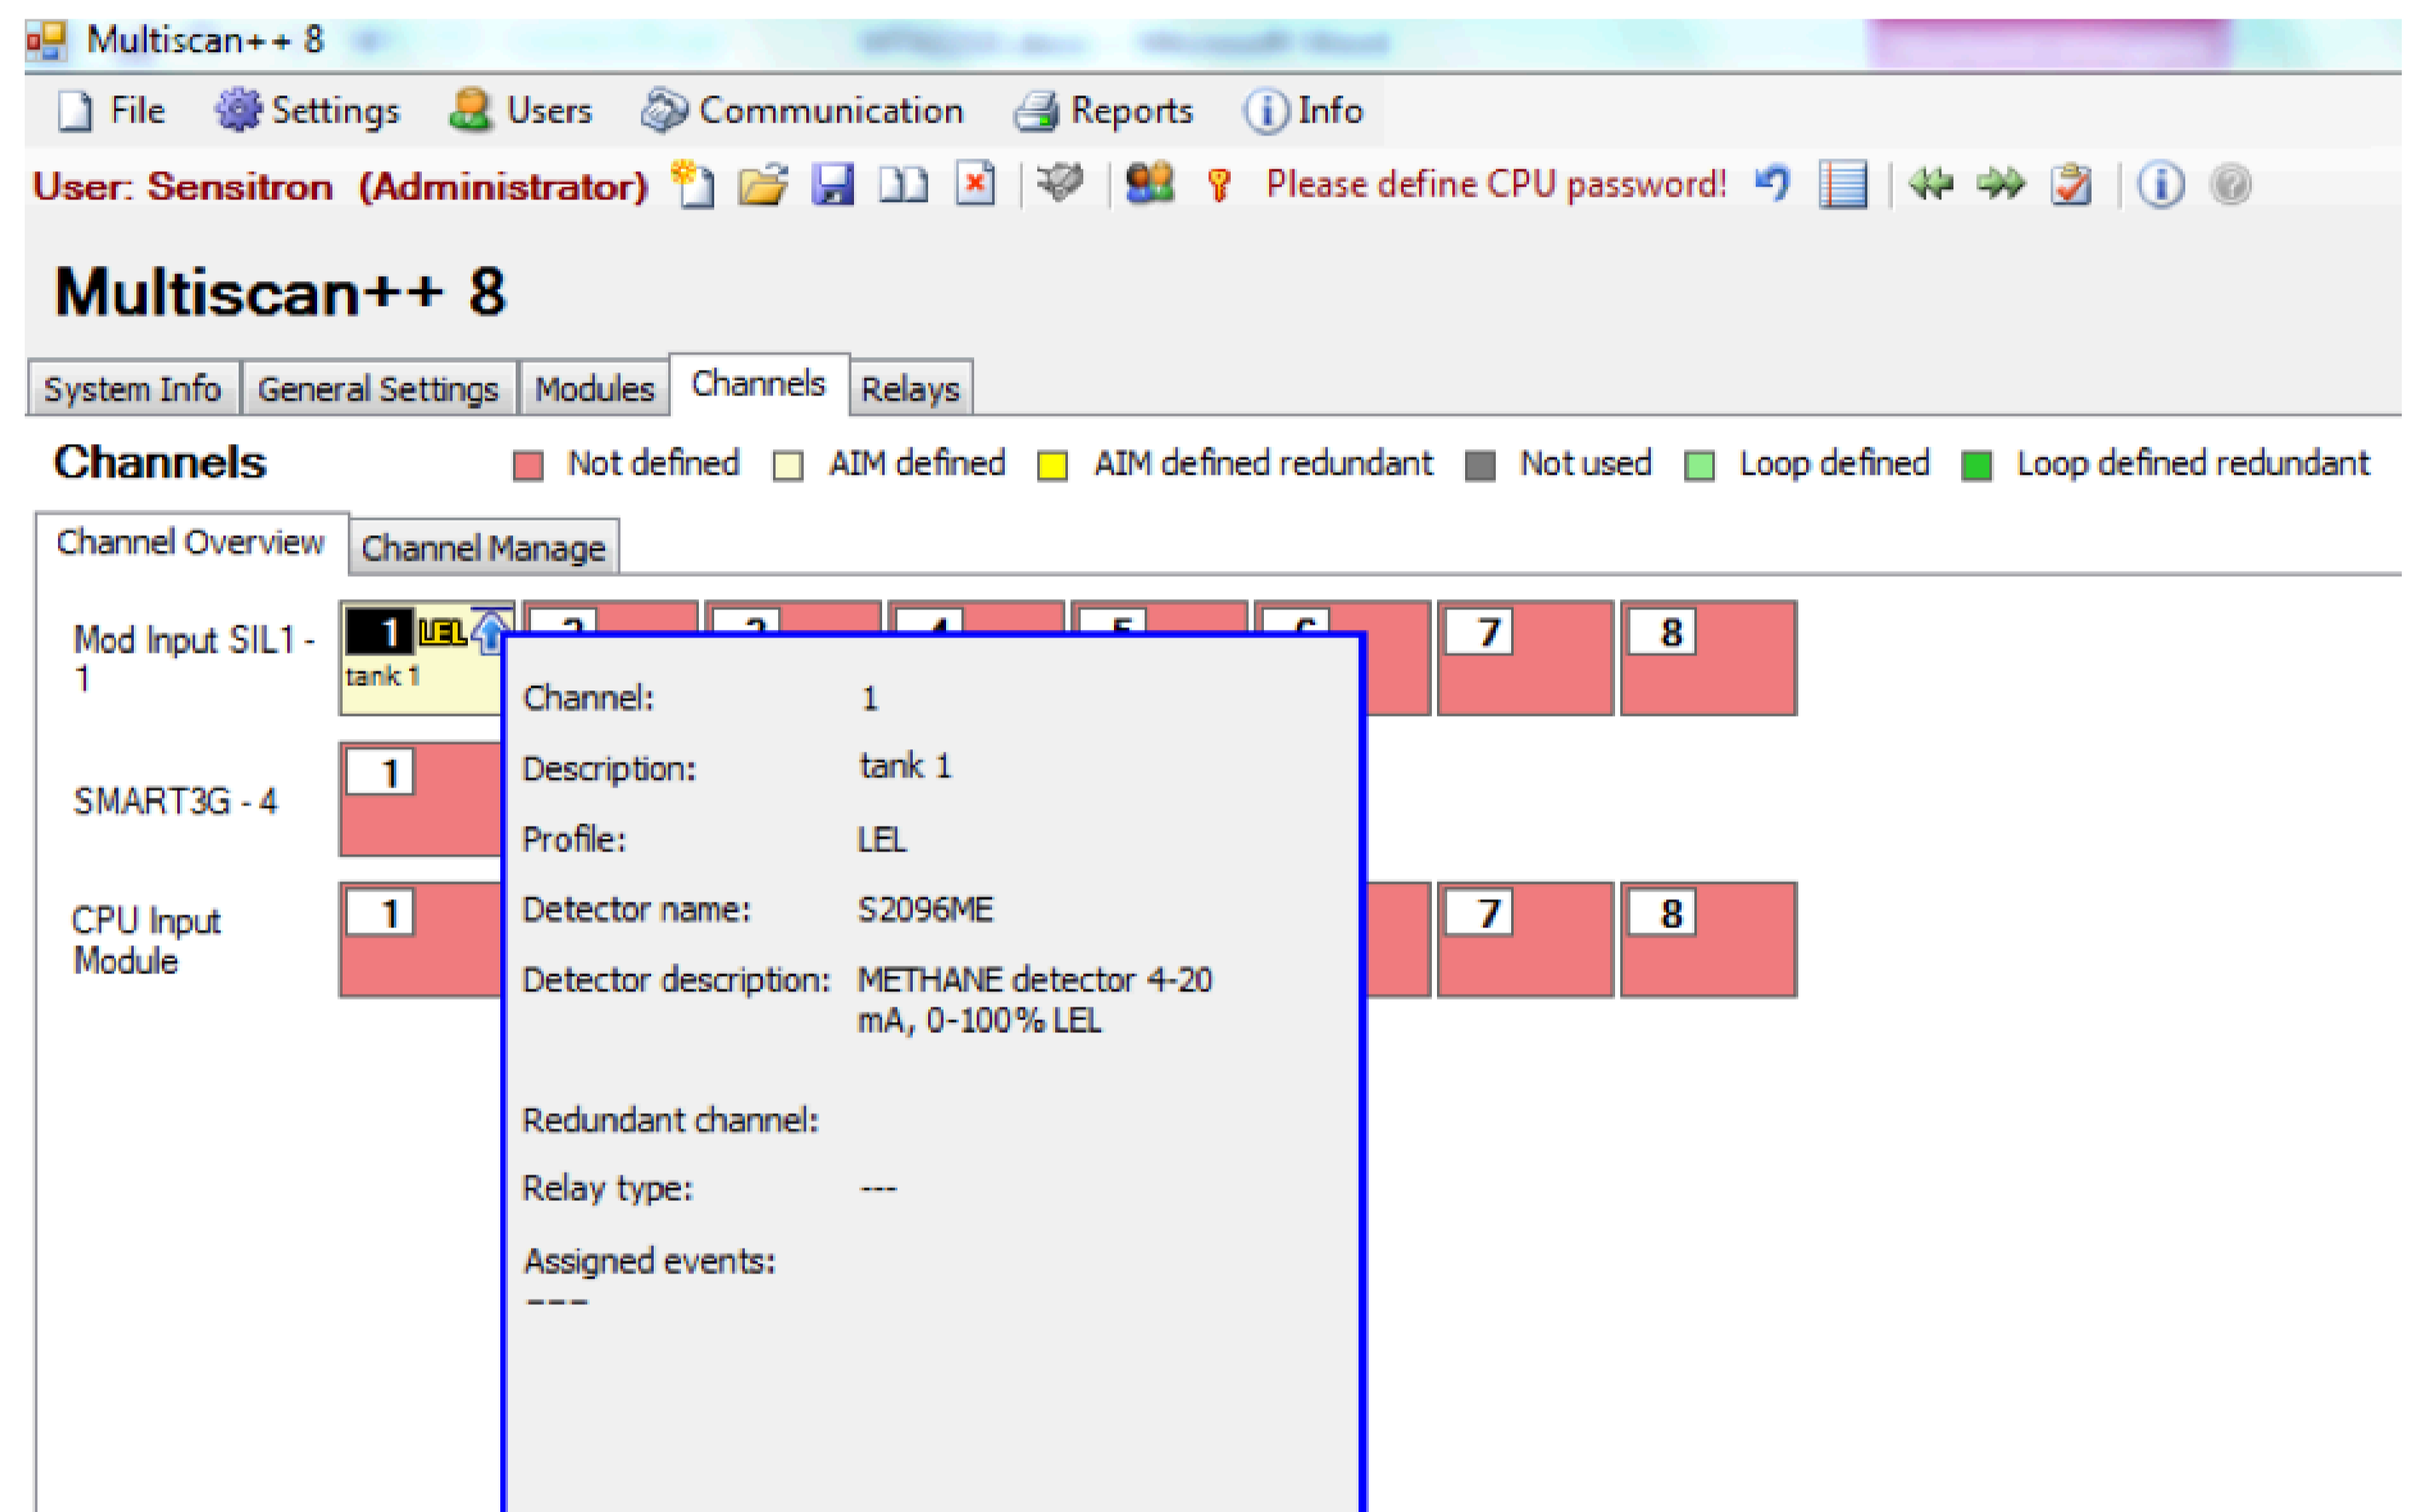 Multiscan++ 8
File Settings Users Communication Reports Info
User: Sensitron (Administrator) Please define CPU password!
Multiscan++ 8
System Info General Settings Modules Channels Relays
Channels Not defined AIM defined AIM defined redundant Not used Loop defined Loop defined redundant
Channel Overview Channel Manage
Mod Input SIL1 -
1
1 LEL 7 8
tank 1
SMART3G - 4
1
CPU Input
Module
1 7 8
Channel: 1
Description: tank 1
Profile: LEL
Detector name: S2096ME
Detector description: METHANE detector 4-20
mA, 0-100% LEL
Redundant channel:
Relay type: ---
Assigned events:
---